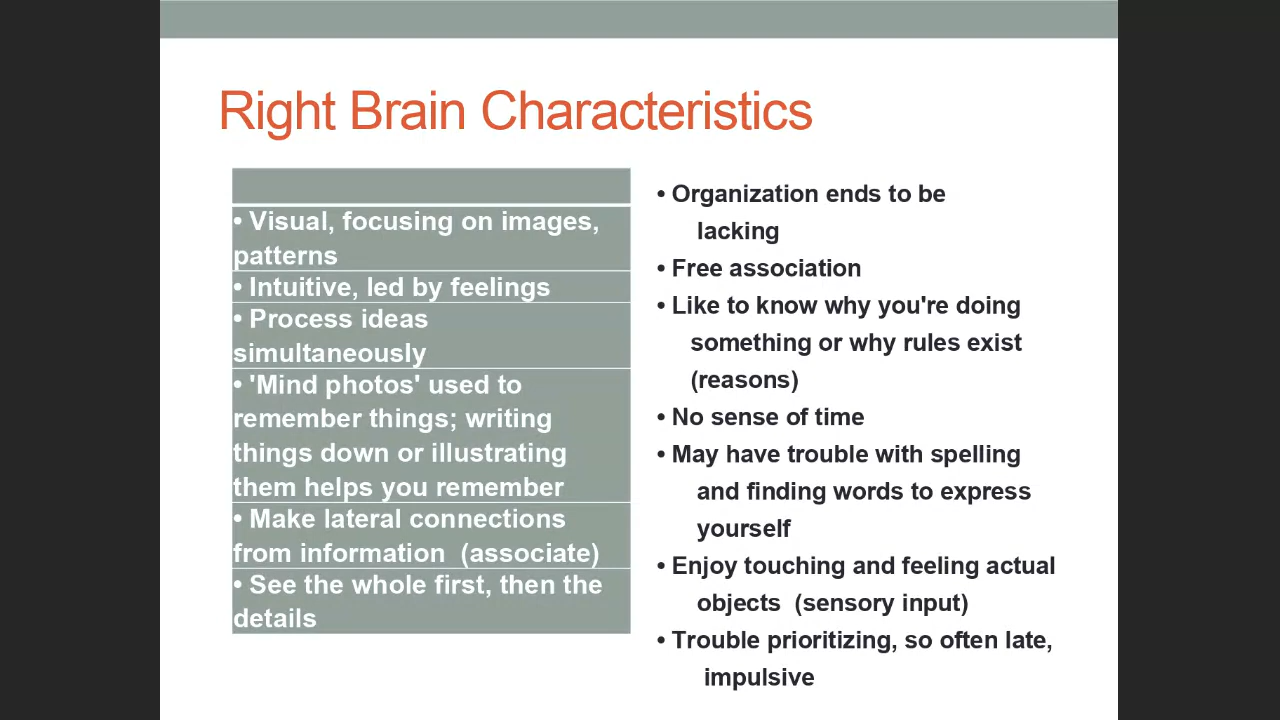 Right Brain Characteristics
• Visual, focusing on images,
patterns
• Intuitive, led by feelings
• Process ideas
simultaneously
• 'Mind photos' used to
remember things; writing
things down or illustrating
them helps you remember
• Make lateral connections
from information (associate)
• See the whole first, then the
details
• Organization ends to be
lacking
• Free association
• Like to know why you're doing
something or why rules exist
(reasons)
• No sense of time
• May have trouble with spelling
and finding words to express
yourself
• Enjoy touching and feeling actual
objects (sensory input)
• Trouble prioritizing, so often late,
impulsive